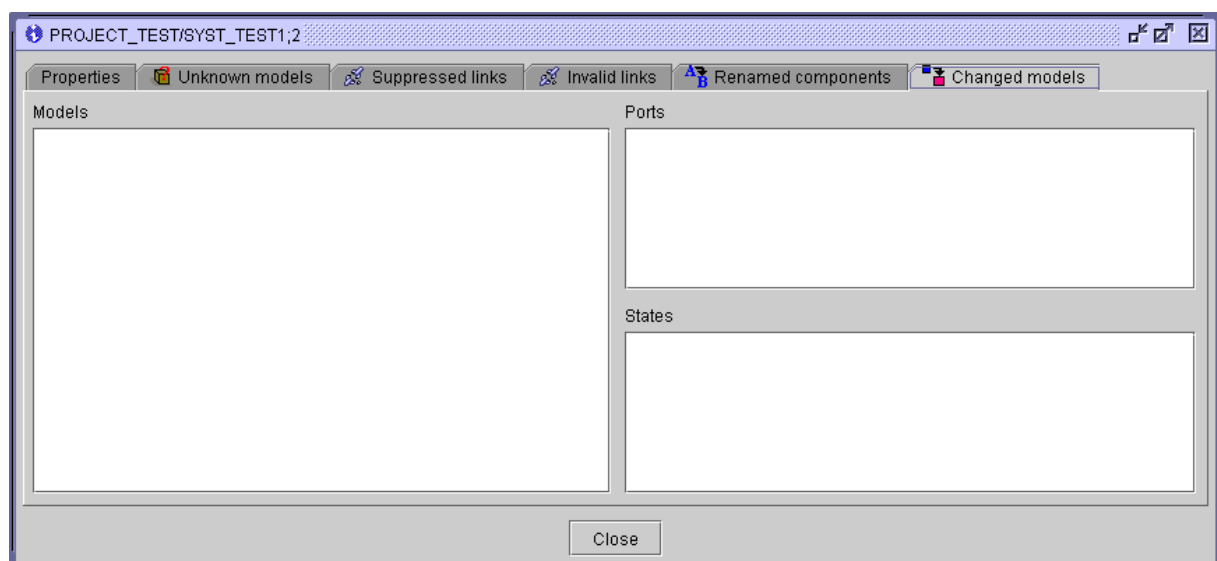 PROJECT_TEST/SYST_TEST1;2
Properties Unknown models Suppressed links Invalid links Renamed components Changed models
Models
Ports
States
Close